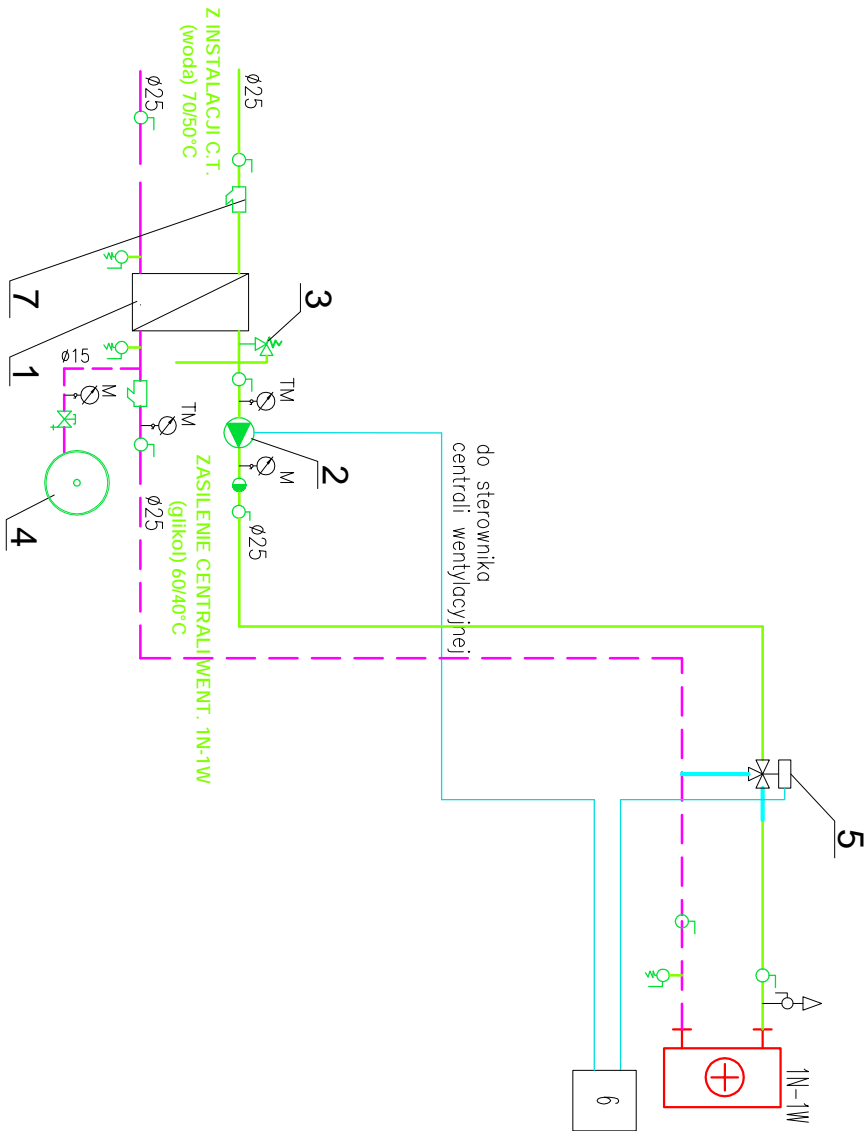 Z INSTALACJI C.T.
(woda) 70/50°C
ø25
ø25
7
1
3
ø15
M
TM
TM
M
2
4
ø25
ø25
ZASILENIE CENTRALI WENT. 1N-1W
(glikol) 60/40°C
do sterownika
centrali wentylacyjnej
5
6
1N-1W